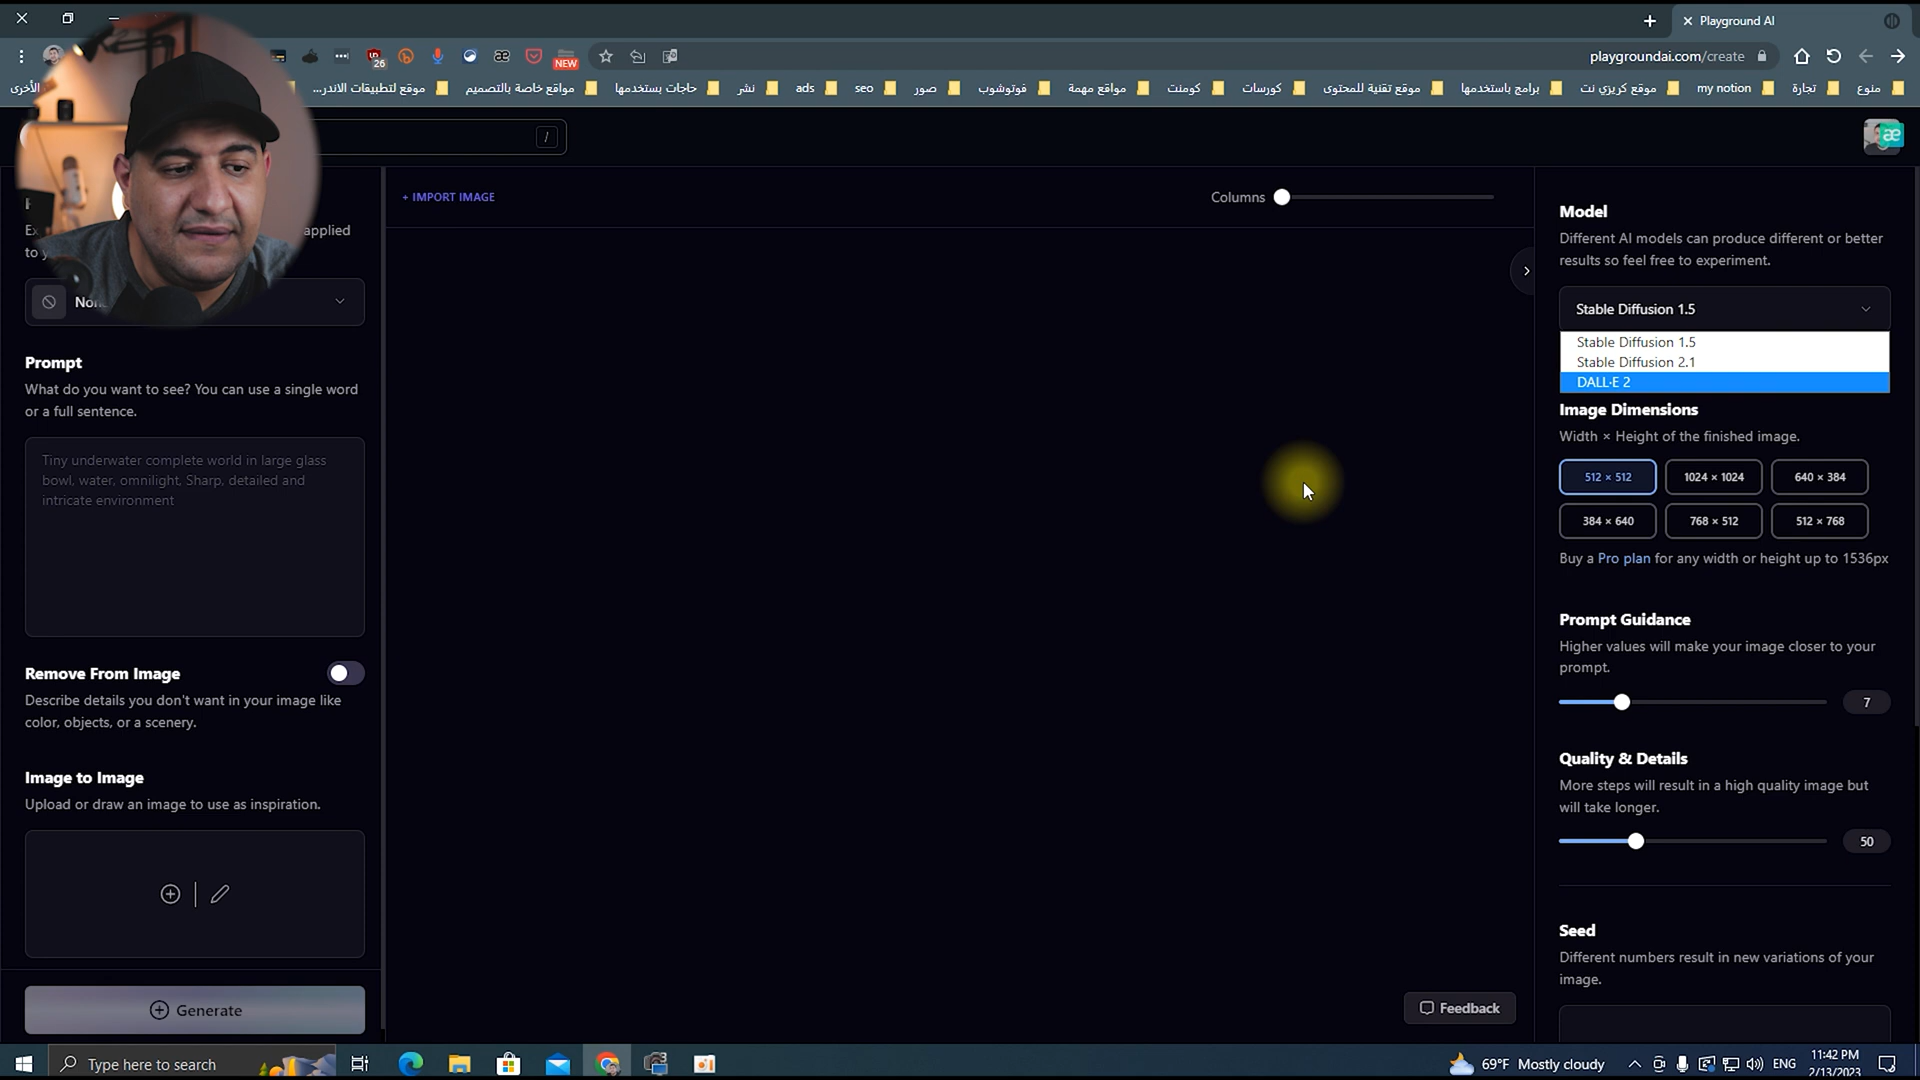 Playground AI
playgroundai.com/create
26
NEW
الأخرى
موقع لتطبيقات الاندر...
مواقع خاصة بالتصميم
حاجات بستخدمها
نشر
ads
seo
صور
فوتوشوب
مواقع مهمة
كومنت
كورسات
موقع تقنية للمحتوى
برامج باستخدمها
موقع كريزي نت
my notion
تجارة
منوع
/
æ
applied
None
Prompt
What do you want to see? You can use a single word
or a full sentence.
Tiny underwater complete world in large glass
bowl, water, omnilight, Sharp, detailed and
intricate environment
Remove From Image
Describe details you don't want in your image like
color, objects, or a scenery.
Image to Image
Upload or draw an image to use as inspiration.
Generate
+ IMPORT IMAGE
Columns
Feedback
Model
Different AI models can produce different or better
results so feel free to experiment.
Stable Diffusion 1.5
Stable Diffusion 1.5
Stable Diffusion 2.1
DALL·E 2
Image Dimensions
Width × Height of the finished image.
512 × 512
1024 × 1024
640 × 384
384 × 640
768 × 512
512 × 768
Buy a Pro plan for any width or height up to 1536px
Prompt Guidance
Higher values will make your image closer to your
prompt.
7
Quality & Details
More steps will result in a high quality image but
will take longer.
50
Seed
Different numbers result in new variations of your
image.
Type here to search
69°F Mostly cloudy
ENG
11:42 PM
2/13/2023